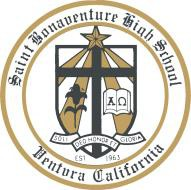 Saint Bonaventure High School
Α Ω
SOLI DEO HONOR ET GLORIA
EST 1963
Ventura California